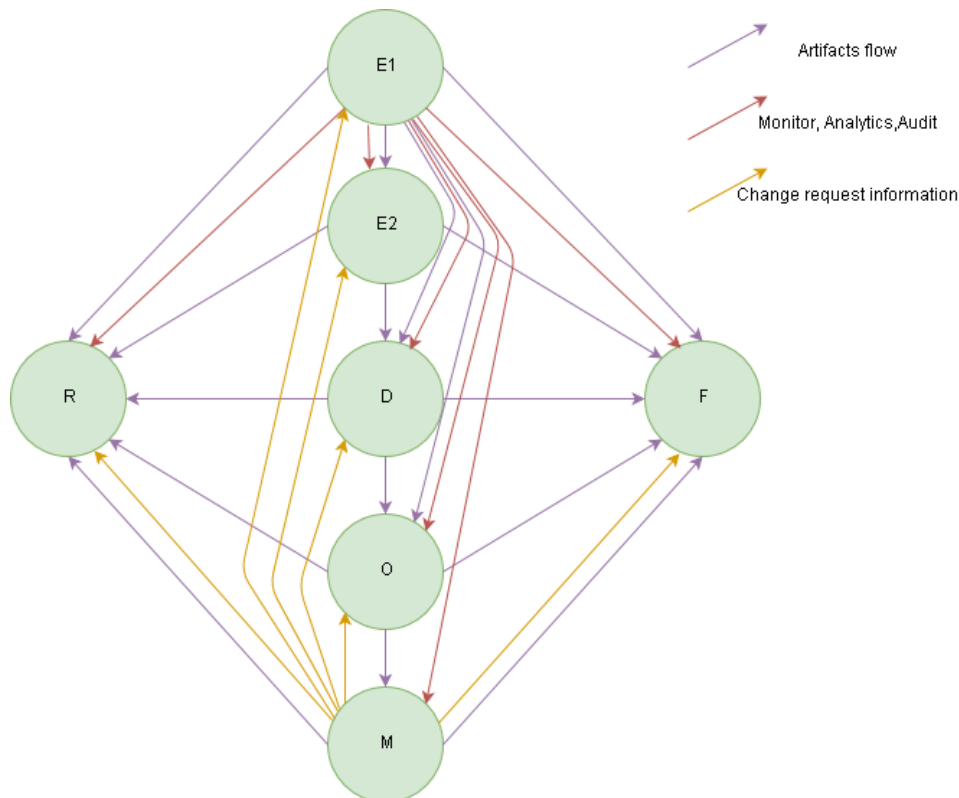 E1
Artifacts flow
Monitor, Analytics,Audit
Change request information
E2
R
D
F
O
M